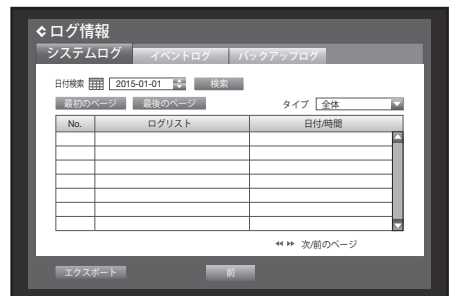 ログ情報
システムログ イベントログ バックアップログ
日付検索 2015-01-01 検索
最初のページ 最後のページ タイプ 全体
No. ログリスト 日付/時間
次/前のページ
エクスポート 前